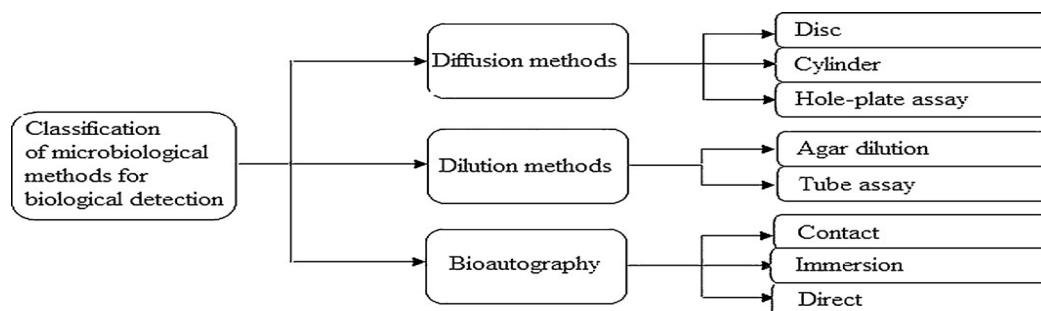 Classification
of microbiological
methods for
biological detection
Diffusion methods
Disc
Cylinder
Hole-plate assay
Dilution methods
Agar dilution
Tube assay
Bioautography
Contact
Immersion
Direct